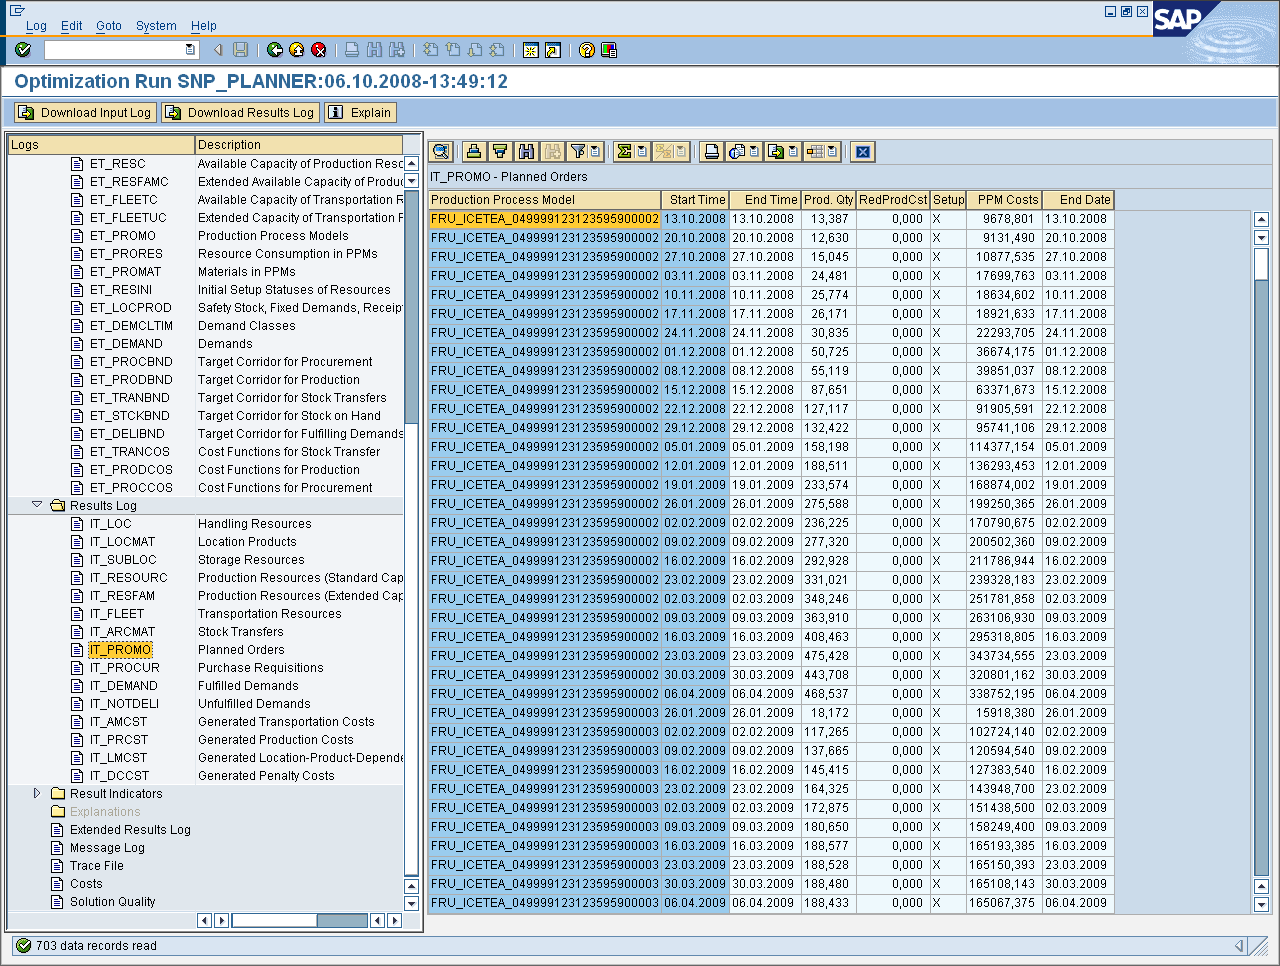 Log Edit Goto System Help
SAP
Optimization Run SNP_PLANNER:06.10.2008-13:49:12
Download Input Log Download Results Log Explain
Logs Description
ET_RESC Available Capacity of Production Resc
ET_RESFAMC Extended Available Capacity of Produc
ET_FLEETC Available Capacity of Transportation R
ET_FLEETUC Extended Capacity of Transportation F
ET_PROMO Production Process Models
ET_PRORES Resource Consumption in PPMs
ET_PROMAT Materials in PPMs
ET_RESINI Initial Setup Statuses of Resources
ET_LOCPROD Safety Stock, Fixed Demands, Receip
ET_DEMCLTIM Demand Classes
ET_DEMAND Demands
ET_PROCBND Target Corridor for Procurement
ET_PRODBND Target Corridor for Production
ET_TRANBND Target Corridor for Stock Transfers
ET_STCKBND Target Corridor for Stock on Hand
ET_DELIBND Target Corridor for Fulfilling Demands
ET_TRANCOS Cost Functions for Stock Transfer
ET_PRODCOS Cost Functions for Production
ET_PROCCOS Cost Functions for Procurement
Results Log
IT_LOC Handling Resources
IT_LOCMAT Location Products
IT_SUBLOC Storage Resources
IT_RESOURC Production Resources (Standard Cap
IT_RESFAM Production Resources (Extended Cap
IT_FLEET Transportation Resources
IT_ARCMAT Stock Transfers
IT_PROMO Planned Orders
IT_PROCUR Purchase Requisitions
IT_DEMAND Fulfilled Demands
IT_NOTDELI Unfulfilled Demands
IT_AMCST Generated Transportation Costs
IT_PRCST Generated Production Costs
IT_LMCST Generated Location-Product-Depende
IT_DCCST Generated Penalty Costs
Result Indicators
Explanations
Extended Results Log
Message Log
Trace File
Costs
Solution Quality
IT_PROMO - Planned Orders
Production Process Model Start Time End Time Prod. Qty RedProdCst Setup PPM Costs End Date
FRU_ICETEA_049999123123595900002 13.10.2008 13.10.2008 13,387 0,000 X 9678,801 13.10.2008
FRU_ICETEA_049999123123595900002 20.10.2008 20.10.2008 12,630 0,000 X 9131,490 20.10.2008
FRU_ICETEA_049999123123595900002 27.10.2008 27.10.2008 15,045 0,000 X 10877,535 27.10.2008
FRU_ICETEA_049999123123595900002 03.11.2008 03.11.2008 24,481 0,000 X 17699,763 03.11.2008
FRU_ICETEA_049999123123595900002 10.11.2008 10.11.2008 25,774 0,000 X 18634,602 10.11.2008
FRU_ICETEA_049999123123595900002 17.11.2008 17.11.2008 26,171 0,000 X 18921,633 17.11.2008
FRU_ICETEA_049999123123595900002 24.11.2008 24.11.2008 30,835 0,000 X 22293,705 24.11.2008
FRU_ICETEA_049999123123595900002 01.12.2008 01.12.2008 50,725 0,000 X 36674,175 01.12.2008
FRU_ICETEA_049999123123595900002 08.12.2008 08.12.2008 55,119 0,000 X 39851,037 08.12.2008
FRU_ICETEA_049999123123595900002 15.12.2008 15.12.2008 87,651 0,000 X 63371,673 15.12.2008
FRU_ICETEA_049999123123595900002 22.12.2008 22.12.2008 127,117 0,000 X 91905,591 22.12.2008
FRU_ICETEA_049999123123595900002 29.12.2008 29.12.2008 132,422 0,000 X 95741,106 29.12.2008
FRU_ICETEA_049999123123595900002 05.01.2009 05.01.2009 158,198 0,000 X 114377,154 05.01.2009
FRU_ICETEA_049999123123595900002 12.01.2009 12.01.2009 188,511 0,000 X 136293,453 12.01.2009
FRU_ICETEA_049999123123595900002 19.01.2009 19.01.2009 233,574 0,000 X 168874,002 19.01.2009
FRU_ICETEA_049999123123595900002 26.01.2009 26.01.2009 275,588 0,000 X 199250,365 26.01.2009
FRU_ICETEA_049999123123595900002 02.02.2009 02.02.2009 236,225 0,000 X 170790,675 02.02.2009
FRU_ICETEA_049999123123595900002 09.02.2009 09.02.2009 277,320 0,000 X 200502,360 09.02.2009
FRU_ICETEA_049999123123595900002 16.02.2009 16.02.2009 292,928 0,000 X 211786,944 16.02.2009
FRU_ICETEA_049999123123595900002 23.02.2009 23.02.2009 331,021 0,000 X 239328,183 23.02.2009
FRU_ICETEA_049999123123595900002 02.03.2009 02.03.2009 348,246 0,000 X 251781,858 02.03.2009
FRU_ICETEA_049999123123595900002 09.03.2009 09.03.2009 363,910 0,000 X 263106,930 09.03.2009
FRU_ICETEA_049999123123595900002 16.03.2009 16.03.2009 408,463 0,000 X 295318,805 16.03.2009
FRU_ICETEA_049999123123595900002 23.03.2009 23.03.2009 475,428 0,000 X 343734,555 23.03.2009
FRU_ICETEA_049999123123595900002 30.03.2009 30.03.2009 443,708 0,000 X 320801,162 30.03.2009
FRU_ICETEA_049999123123595900002 06.04.2009 06.04.2009 468,537 0,000 X 338752,195 06.04.2009
FRU_ICETEA_049999123123595900003 26.01.2009 26.01.2009 18,172 0,000 X 15918,380 26.01.2009
FRU_ICETEA_049999123123595900003 02.02.2009 02.02.2009 117,265 0,000 X 102724,140 02.02.2009
FRU_ICETEA_049999123123595900003 09.02.2009 09.02.2009 137,665 0,000 X 120594,540 09.02.2009
FRU_ICETEA_049999123123595900003 16.02.2009 16.02.2009 145,415 0,000 X 127383,540 16.02.2009
FRU_ICETEA_049999123123595900003 23.02.2009 23.02.2009 164,325 0,000 X 143948,700 23.02.2009
FRU_ICETEA_049999123123595900003 02.03.2009 02.03.2009 172,875 0,000 X 151438,500 02.03.2009
FRU_ICETEA_049999123123595900003 09.03.2009 09.03.2009 180,650 0,000 X 158249,400 09.03.2009
FRU_ICETEA_049999123123595900003 16.03.2009 16.03.2009 188,577 0,000 X 165193,385 16.03.2009
FRU_ICETEA_049999123123595900003 23.03.2009 23.03.2009 188,528 0,000 X 165150,393 23.03.2009
FRU_ICETEA_049999123123595900003 30.03.2009 30.03.2009 188,480 0,000 X 165108,143 30.03.2009
FRU_ICETEA_049999123123595900003 06.04.2009 06.04.2009 188,433 0,000 X 165067,375 06.04.2009
703 data records read